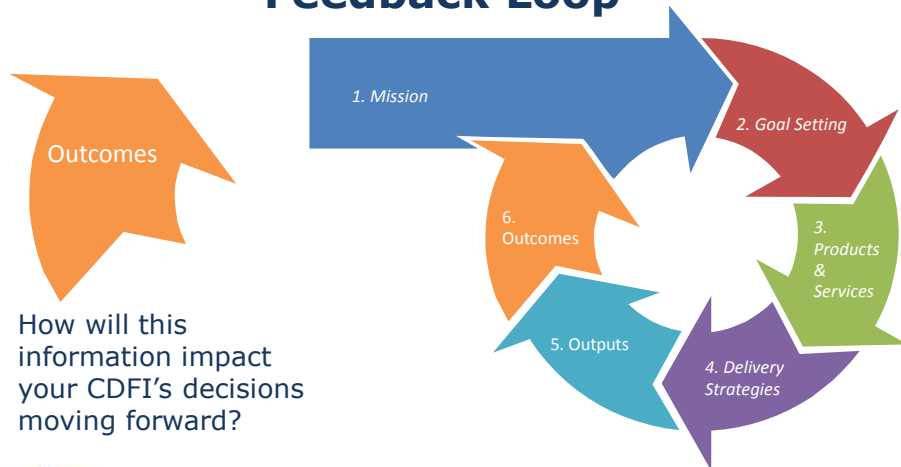 Feedback Loop
Outcomes
How will this
information impact
your CDFI’s decisions
moving forward?
1. Mission
2. Goal Setting
3.
Products
&
Services
4. Delivery
Strategies
5. Outputs
6.
Outcomes